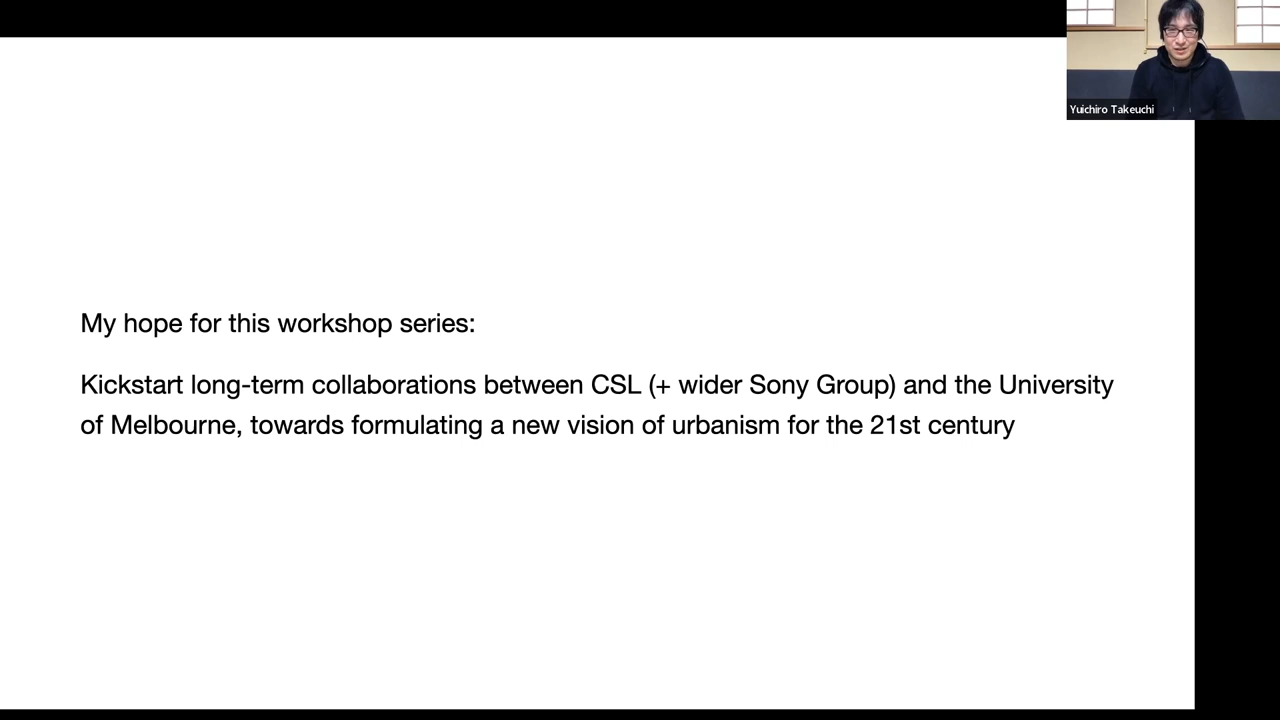 Yuichiro Takeuchi
My hope for this workshop series:
Kickstart long-term collaborations between CSL (+ wider Sony Group) and the University
of Melbourne, towards formulating a new vision of urbanism for the 21st century